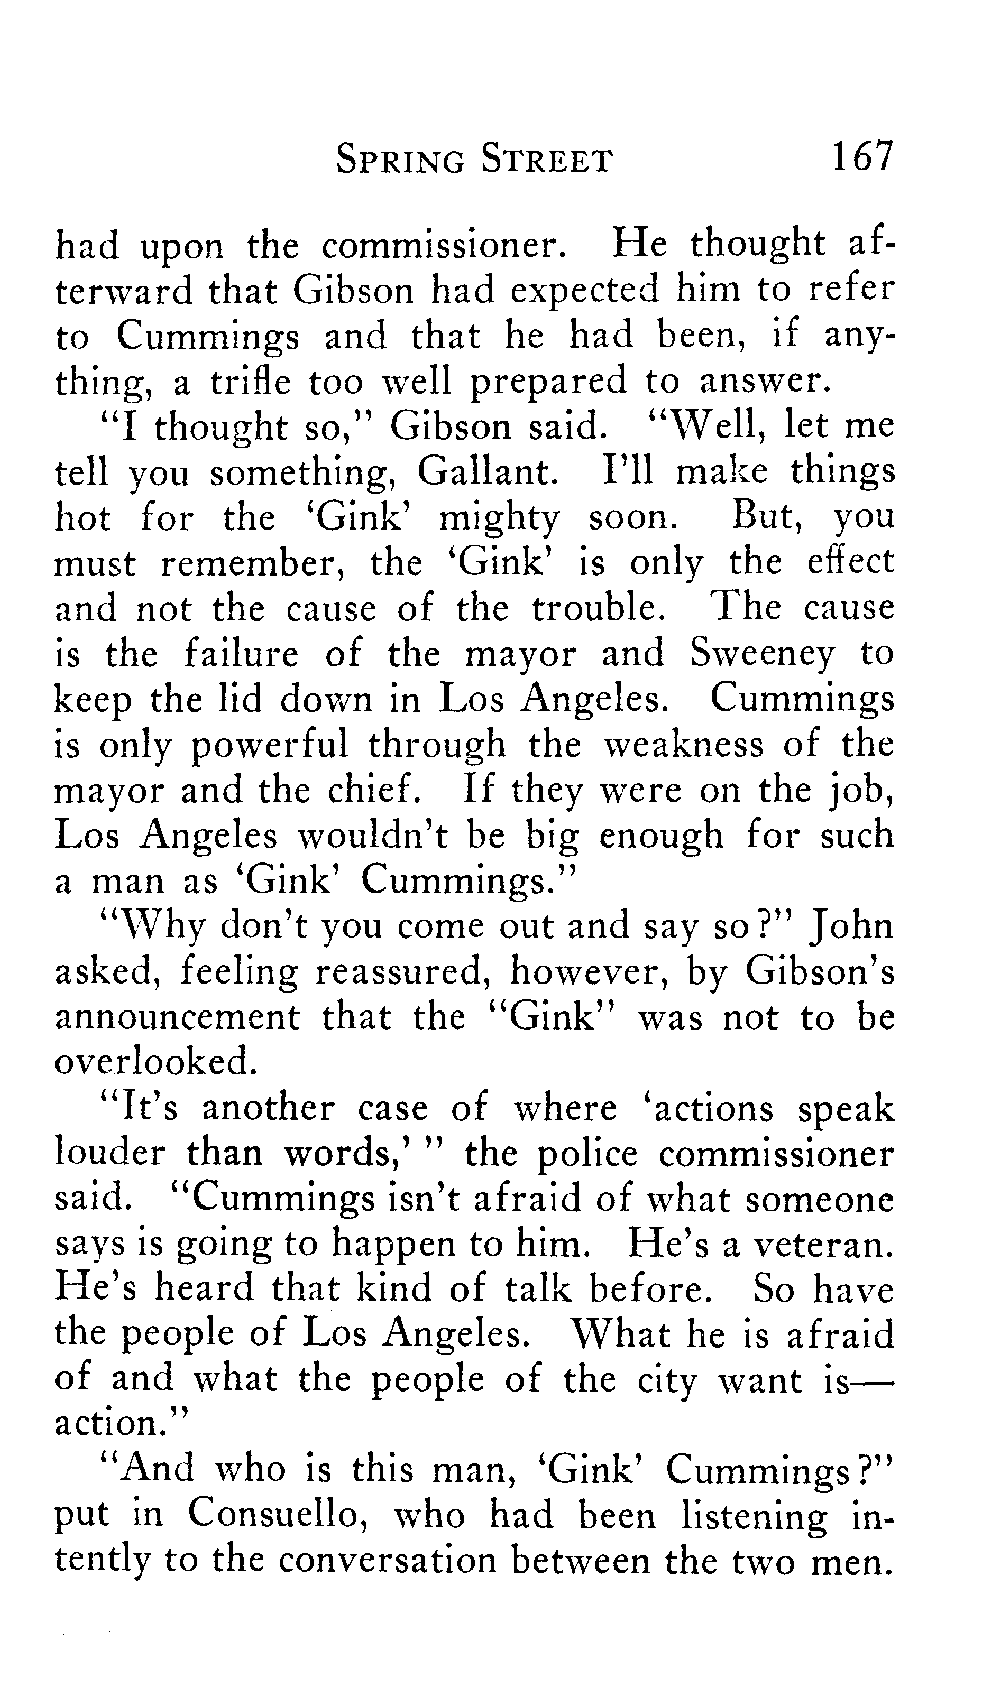 SPRING STREET 167
had upon the commissioner. He thought af-
terward that Gibson had expected him to refer
to Cummings and that he had been, if any-
thing, a trifle too well prepared to answer.
“I thought so,” Gibson said. “Well, let me
tell you something, Gallant. I’ll make things
hot for the ‘Gink’ mighty soon. But, you
must remember, the ‘Gink’ is only the effect
and not the cause of the trouble. The cause
is the failure of the mayor and Sweeney to
keep the lid down in Los Angeles. Cummings
is only powerful through the weakness of the
mayor and the chief. If they were on the job,
Los Angeles wouldn’t be big enough for such
a man as ‘Gink’ Cummings.”
“Why don’t you come out and say so?” John
asked, feeling reassured, however, by Gibson’s
announcement that the “Gink” was not to be
overlooked.
“It’s another case of where ‘actions speak
louder than words,’ ” the police commissioner
said. “Cummings isn’t afraid of what someone
says is going to happen to him. He’s a veteran.
He’s heard that kind of talk before. So have
the people of Los Angeles. What he is afraid
of and what the people of the city want is—
action.”
“And who is this man, ‘Gink’ Cummings?”
put in Consuello, who had been listening in-
tently to the conversation between the two men.